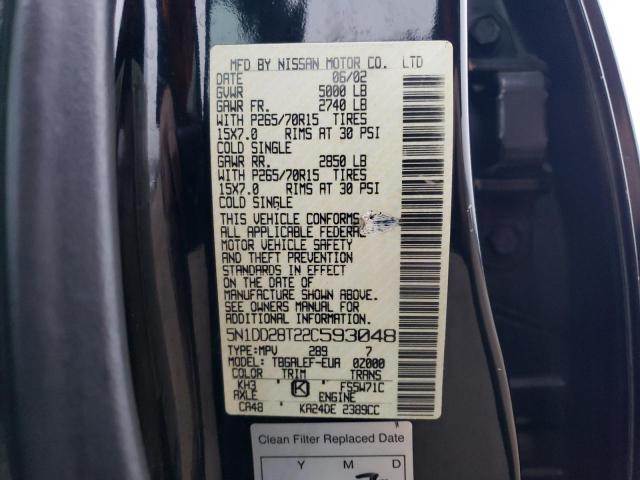 MFD BY NISSAN MOTOR CO. LTD
DATE 06/02
GVWR 5000 LB
GAWR FR. 2740 LB
WITH P265/70R15 TIRES
15X7.0 RIMS AT 30 PSI
COLD SINGLE
GAWR RR. 2850 LB
WITH P265/70R15 TIRES
15X7.0 RIMS AT 30 PSI
COLD SINGLE
THIS VEHICLE CONFORMS
ALL APPLICABLE FEDERAL
MOTOR VEHICLE SAFETY
AND THEFT PREVENTION
STANDARDS IN EFFECT
ON THE DATE OF
MANUFACTURE SHOWN ABOVE.
SEE OWNERS MANUAL FOR
ADDITIONAL INFORMATION
5N1DD28T22C593048
TYPE:MPV 289 7
MODEL: TBGALEF-EUA 0Z000
COLOR TRIM TRANS
KH3 K FS5W71C
AXLE ENGINE
CA48 KA24DE 2389CC
Clean Filter Replaced Date
Y M D